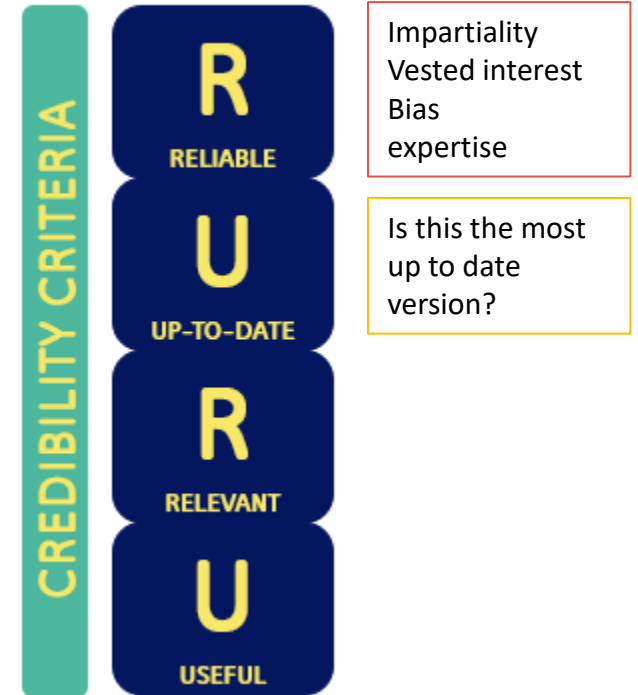 CREDIBILITY CRITERIA
R
RELIABLE
Impartiality
Vested interest
Bias
expertise
U
UP-TO-DATE
Is this the most
up to date
version?
R
RELEVANT
U
USEFUL